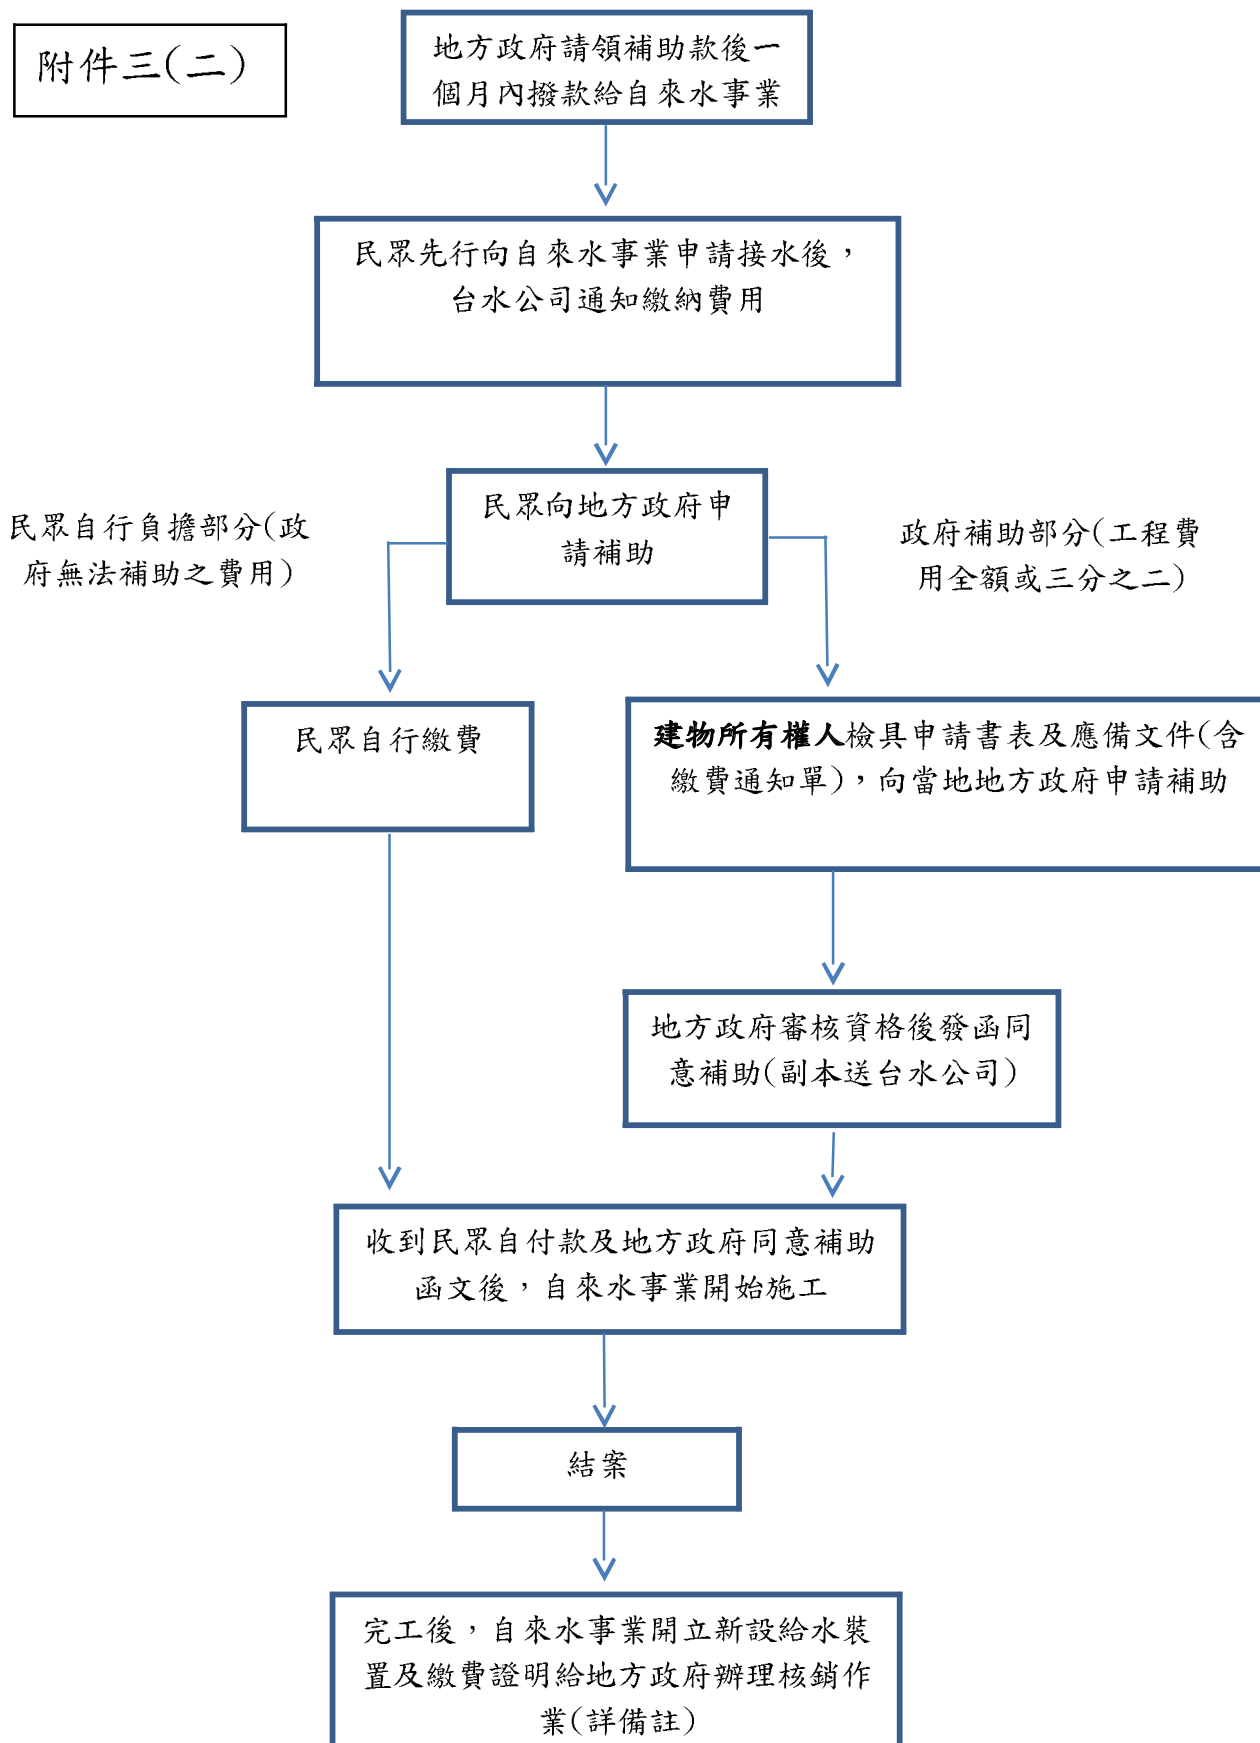 附件三(二)
地方政府請領補助款後一
個月內撥款給自來水事業
民眾先行向自來水事業申請接水後，
台水公司通知繳納費用
民眾向地方政府申
請補助
民眾自行負擔部分(政
府無法補助之費用)
政府補助部分(工程費
用全額或三分之二)
民眾自行繳費
建物所有權人檢具申請書表及應備文件(含
繳費通知單)，向當地地方政府申請補助
地方政府審核資格後發函同
意補助(副本送台水公司)
收到民眾自付款及地方政府同意補助
函文後，自來水事業開始施工
結案
完工後，自來水事業開立新設給水裝
置及繳費證明給地方政府辦理核銷作
業(詳備註)